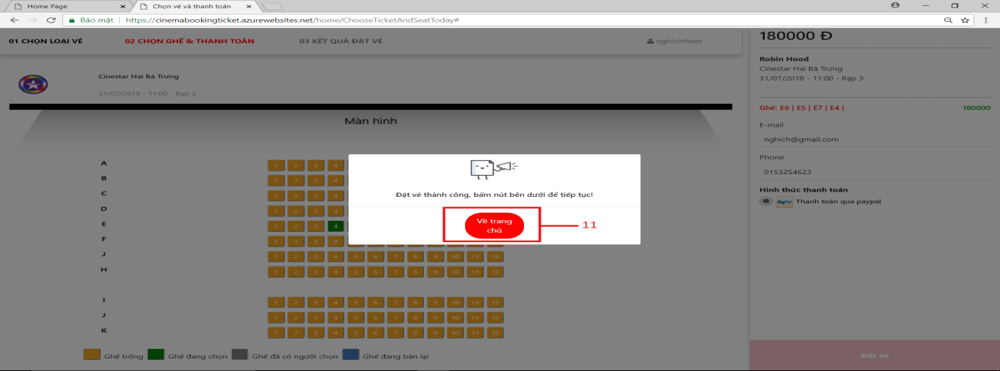 Home Page
Chọn vé và thanh toán
Bảo mật | https://cinemabookingticket.azurewebsites.net/home/ChooseTicketAndSeatToday#
01 CHỌN LOẠI VÉ 02 CHỌN GHẾ & THANH TOÁN 03 KẾT QUẢ ĐẶT VÉ nghichthien
Cinestar Hai Bà Trưng
31/07/2018 - 11:00 - Rạp 3
Màn hình
A 1 2 3 4
B 1 2 3 4
C 1 2 3 4
D 1 2 3 4
E 1 2 3 4
F 1 2 3 4
J 1 2 3 4 5 6 7 8 9 10 11 12
H 1 2 3 4 5 6 7 8 9 10 11 12
I 1 2 3 4 5 6 7 8 9 10 11 12
J 1 2 3 4 5 6 7 8 9 10 11 12
K 1 2 3 4 5 6 7 8 9 10 11 12
Ghế trống Ghế đang chọn Ghế đã có người chọn Ghế đang bán lại
Đặt vé thành công, bấm nút bên dưới để tiếp tục!
Về trang
chủ
11
180000 Đ
Robin Hood
Cinestar Hai Bà Trưng
31/07/2018 - 11:00 - Rạp 3
Ghế: E6 | E5 | E7 | E4 | 180000
E-mail
nghich@gmail.com
Phone
0153254623
Hình thức thanh toán
PayPal Thanh toán qua paypal
Đặt vé